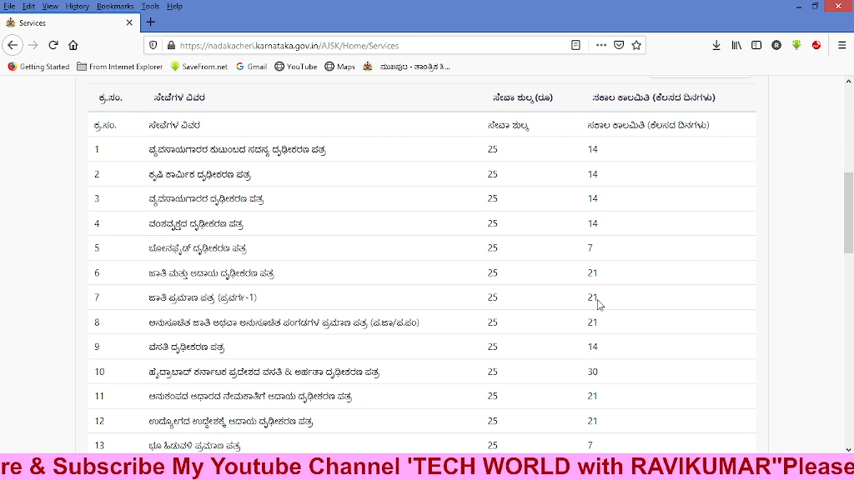 File Edit View History Bookmarks Tools Help
Services
https://nadakacheri.karnataka.gov.in/AJSK/Home/Services
Getting Started From Internet Explorer SaveFrom.net Gmail YouTube Maps ಮುಖಪುಟ - ತಾಂತ್ರಿಕ ಶಿ...
ಕ್ರ.ಸಂ. ಸೇವೆಗಳ ವಿವರ ಸೇವಾ ಶುಲ್ಕ (ರೂ) ಸಕಾಲ ಕಾಲಮಿತಿ (ಕೆಲಸದ ದಿನಗಳು)
ಕ್ರ.ಸಂ. ಸೇವೆಗಳ ವಿವರ ಸೇವಾ ಶುಲ್ಕ ಸಕಾಲ ಕಾಲಮಿತಿ (ಕೆಲಸದ ದಿನಗಳು)
1 ವ್ಯವಸಾಯಗಾರರ ಕುಟುಂಬದ ಸದಸ್ಯ ದೃಢೀಕರಣ ಪತ್ರ 25 14
2 ಕೃಷಿ ಕಾರ್ಮಿಕ ದೃಢೀಕರಣ ಪತ್ರ 25 14
3 ವ್ಯವಸಾಯಗಾರರ ದೃಢೀಕರಣ ಪತ್ರ 25 14
4 ವಂಶವೃಕ್ಷದ ದೃಢೀಕರಣ ಪತ್ರ 25 14
5 ಬೋನಫೈಡ್ ದೃಢೀಕರಣ ಪತ್ರ 25 7
6 ಜಾತಿ ಮತ್ತು ಆದಾಯ ದೃಢೀಕರಣ ಪತ್ರ 25 21
7 ಜಾತಿ ಪ್ರಮಾಣ ಪತ್ರ (ಪ್ರವರ್ಗ-1) 25 21
8 ಅನುಸೂಚಿತ ಜಾತಿ ಅಥವಾ ಅನುಸೂಚಿತ ಪಂಗಡಗಳ ಪ್ರಮಾಣ ಪತ್ರ (ಪ.ಜಾ/ಪ.ಪಂ) 25 21
9 ವಸತಿ ದೃಢೀಕರಣ ಪತ್ರ 25 14
10 ಹೈದ್ರಾಬಾದ್ ಕರ್ನಾಟಕ ಪ್ರದೇಶದ ವಸತಿ & ಅರ್ಹತಾ ದೃಢೀಕರಣ ಪತ್ರ 25 30
11 ಅನುಕಂಪದ ಆಧಾರದ ನೇಮಕಾತಿಗೆ ಆದಾಯ ದೃಢೀಕರಣ ಪತ್ರ 25 21
12 ಉದ್ಯೋಗದ ಉದ್ದೇಶಕ್ಕೆ ಆದಾಯ ದೃಢೀಕರಣ ಪತ್ರ 25 21
13 ಭೂ ಹಿಡುವಳಿ ಪ್ರಮಾಣ ಪತ್ರ 25 7
re & Subscribe My Youtube Channel 'TECH WORLD with RAVIKUMAR"Please